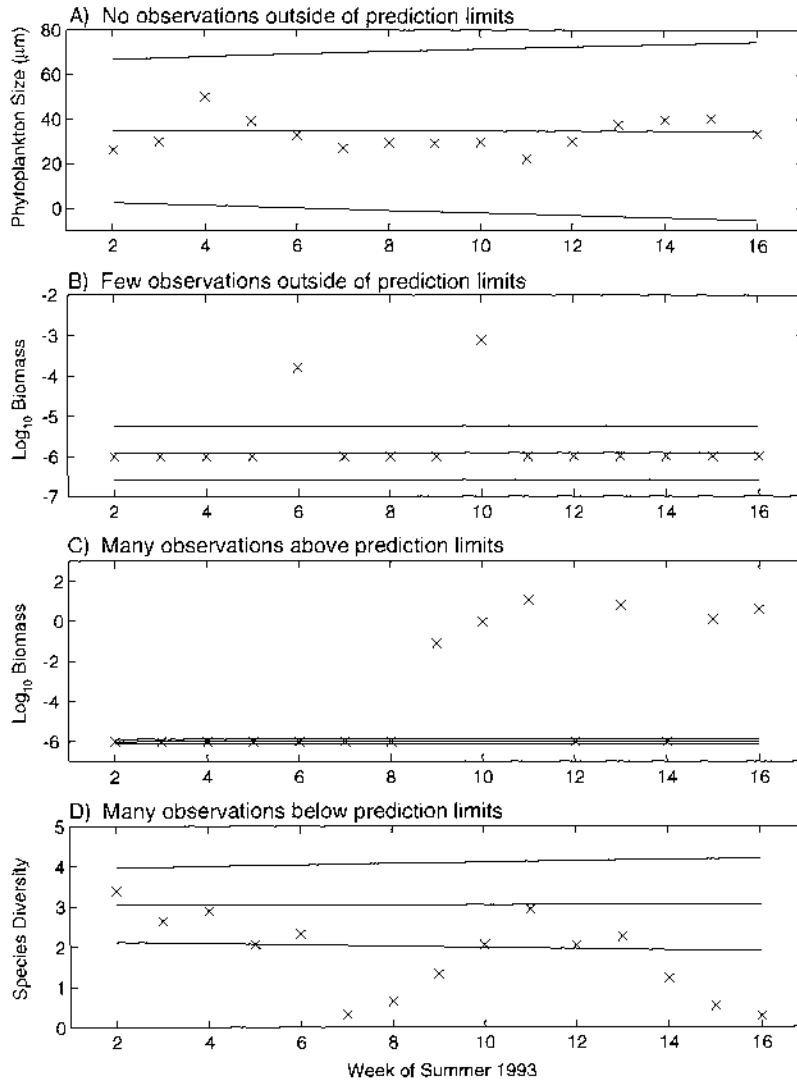 A) No observations outside of prediction limits
Phytoplankton Size (μm)
80
60
40
20
0
2 4 6 8 10 12 14 16
B) Few observations outside of prediction limits
Log₁₀ Biomass
-2
-3
-4
-5
-6
-7
2 4 6 8 10 12 14 16
C) Many observations above prediction limits
Log₁₀ Biomass
2
0
-2
-4
-6
2 4 6 8 10 12 14 16
D) Many observations below prediction limits
Species Diversity
5
4
3
2
1
0
2 4 6 8 10 12 14 16
Week of Summer 1993